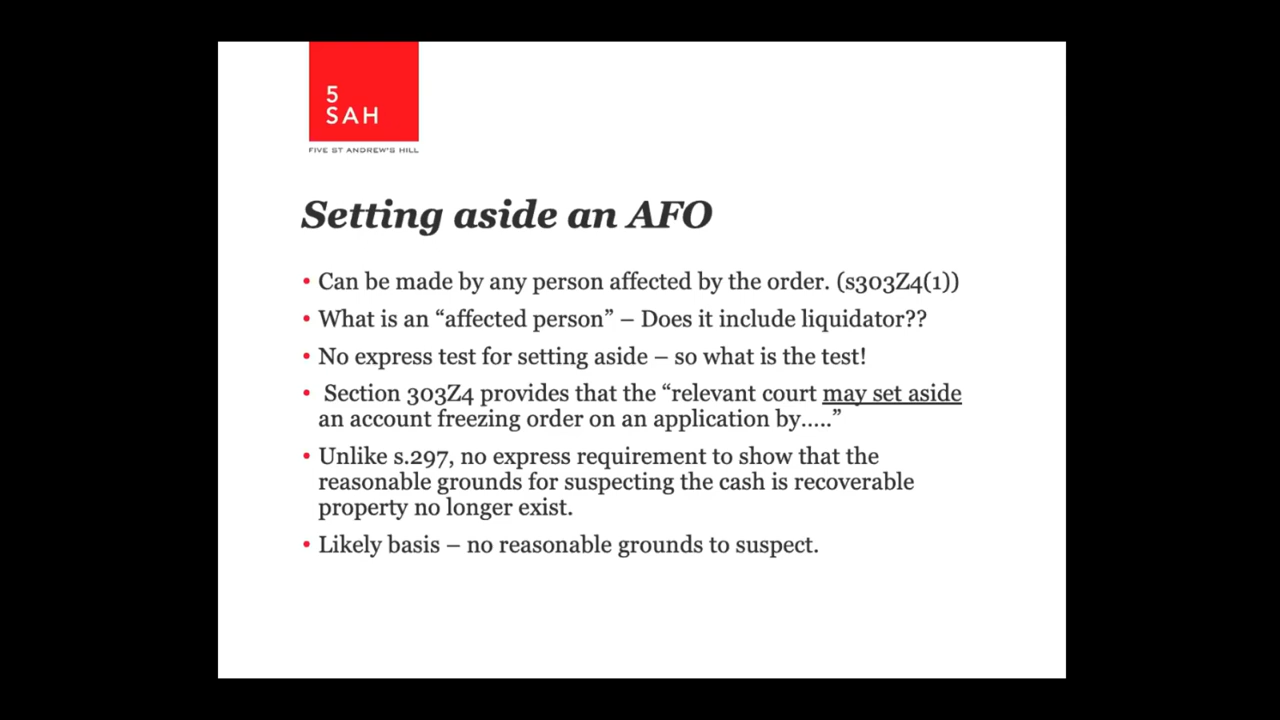 5
SAH
FIVE ST ANDREW'S HILL
Setting aside an AFO
• Can be made by any person affected by the order. (s303Z4(1))
• What is an “affected person” – Does it include liquidator??
• No express test for setting aside – so what is the test!
• Section 303Z4 provides that the “relevant court may set aside
an account freezing order on an application by…..”
• Unlike s.297, no express requirement to show that the
reasonable grounds for suspecting the cash is recoverable
property no longer exist.
• Likely basis – no reasonable grounds to suspect.